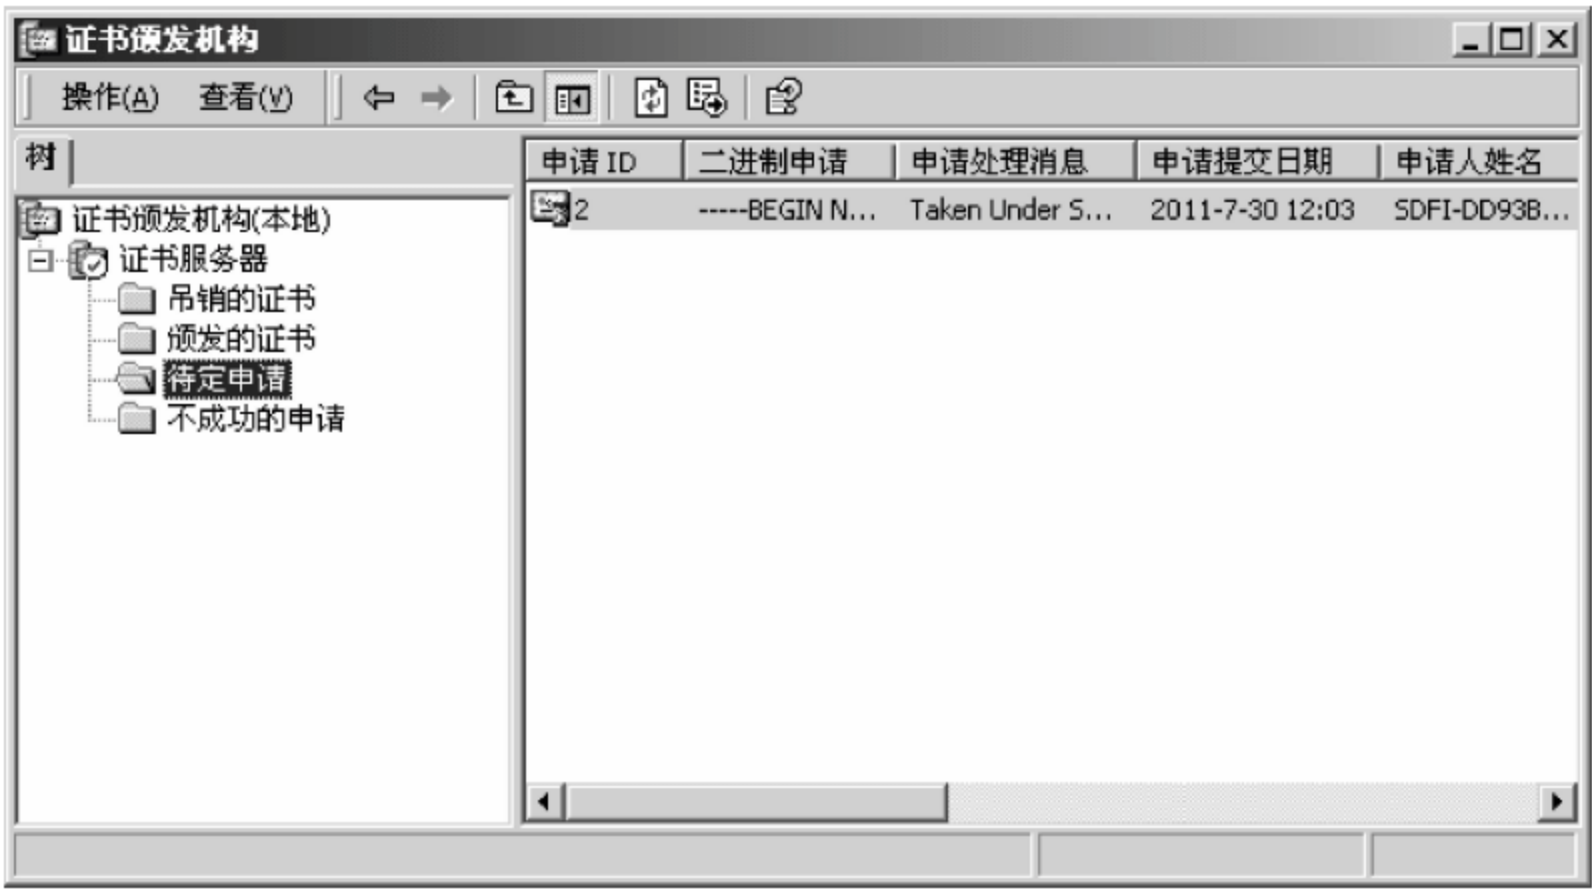 证书颁发机构
操作(A) 查看(V)
树
证书颁发机构(本地)
证书服务器
吊销的证书
颁发的证书
待定申请
不成功的申请
申请 ID 二进制申请 申请处理消息 申请提交日期 申请人姓名
2 -----BEGIN N... Taken Under S... 2011-7-30 12:03 SDFI-DD93B...